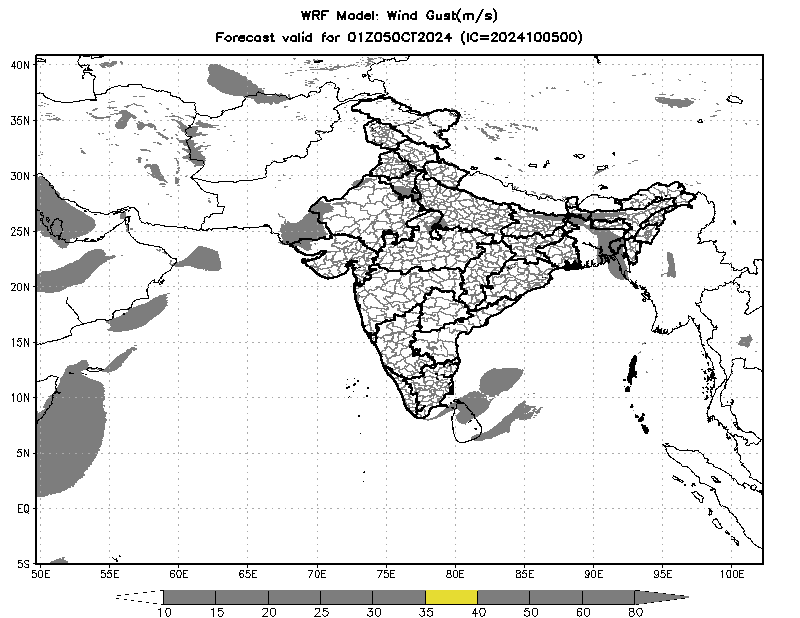 WRF Model: Wind Gust(m/s)
Forecast valid for 01Z05OCT2024 (IC=2024100500)
40N
35N
30N
25N
20N
15N
10N
5N
EQ
5S
50E 55E 60E 65E 70E 75E 80E 85E 90E 95E 100E
10 15 20 25 30 35 40 50 60 80